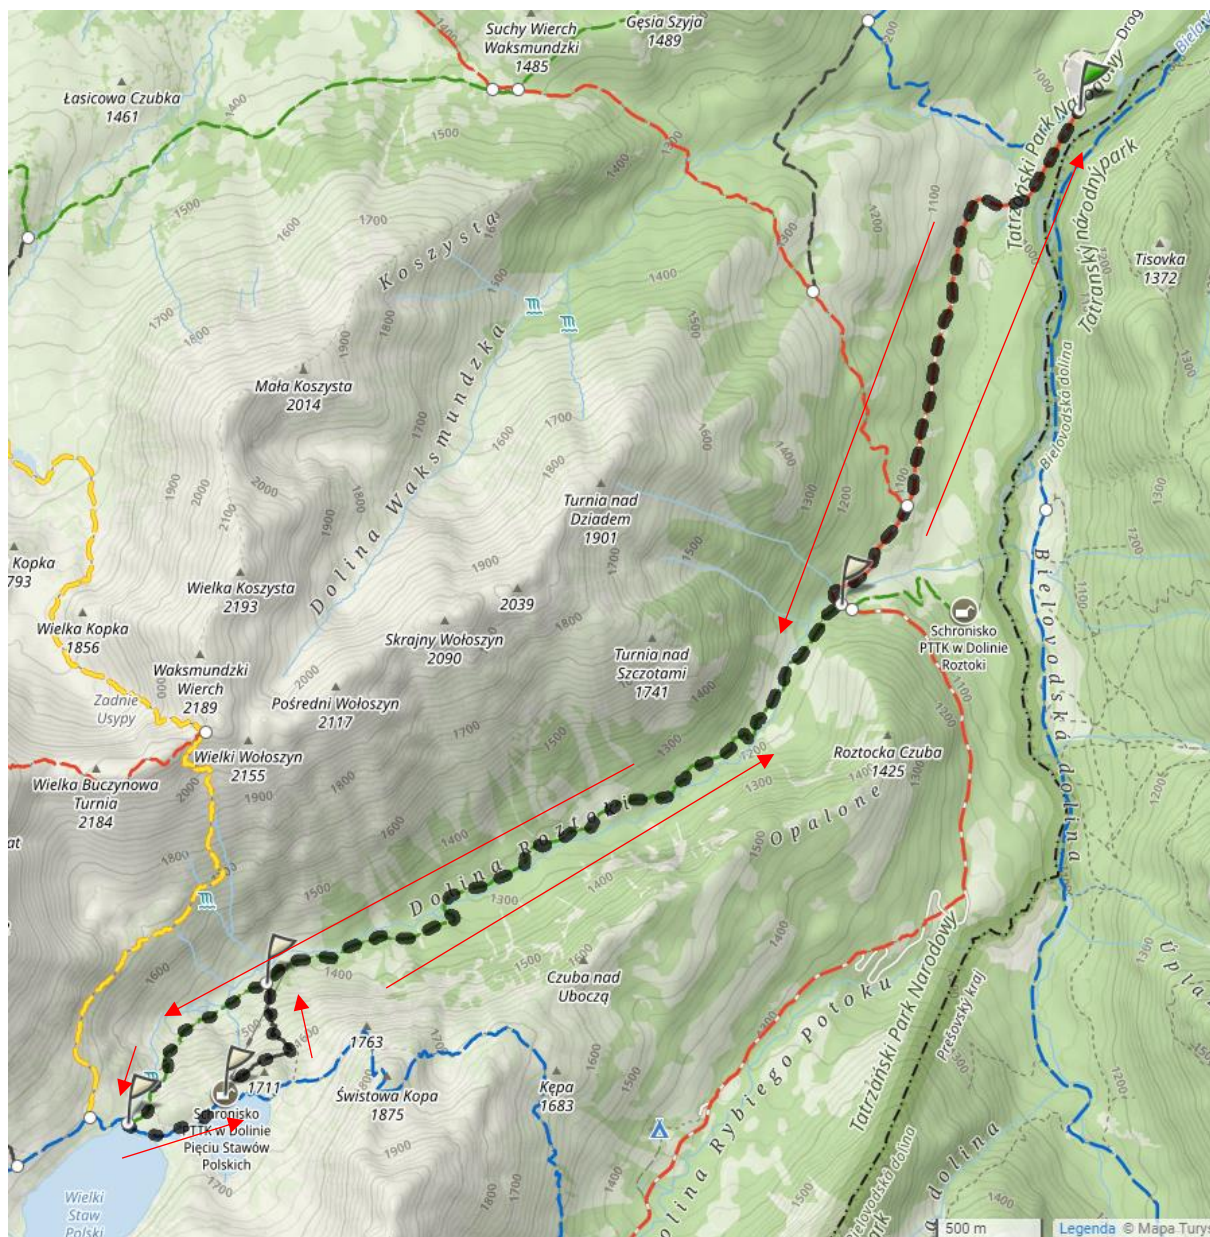 Suchy Wierch
Waksmundzki
1485
Gęsia Szyja
1489
Łasicowa Czubka
1461
Tatrzański Park Narodowy
Tatranský národný park
Tisovka
1372
Koszysta
Dolina Waksmundzka
Mała Koszysta
2014
Turnia nad
Dziadem
1901
Kopka
Wielka Koszysta
2193
2039
Wielka Kopka
1856
Skrajny Wołoszyn
2090
Turnia nad
Szczotami
1741
Schronisko
PTTK w Dolinie
Roztoki
Bielovodská dolina
Bielovodská dolina
Waksmundzki
Wierch
2189
Zadnie
Usypy
Pośredni Wołoszyn
2117
Wielki Wołoszyn
2155
Wielka Buczynowa
Turnia
2184
Roztocka Czuba
1425
Opalone
Dolina Roztoki
Czuba nad
Uboczą
1763
1711
Świstowa Kopa
1875
Kępa
1683
Schronisko
PTTK w Dolinie
Pięciu Stawów
Polskich
Wielki
Staw
Polski
Tatrzański Park Narodowy
Prešovský kraj
Dolina Rybiego Potoku
Bielovodská dolina
dolina
500 m
Legenda © Mapa Turys